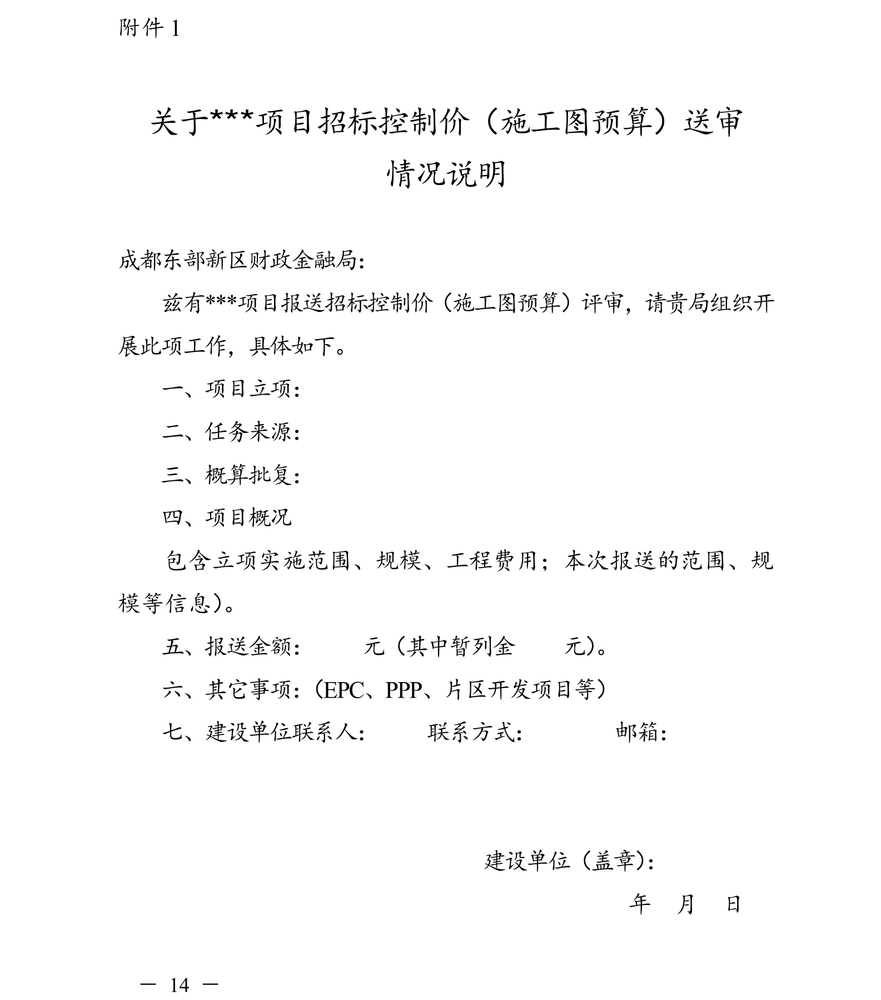 附件 1
关于***项目招标控制价（施工图预算）送审
情况说明
成都东部新区财政金融局：
兹有***项目报送招标控制价（施工图预算）评审，请贵局组织开
展此项工作，具体如下。
一、项目立项：
二、任务来源：
三、概算批复：
四、项目概况
包含立项实施范围、规模、工程费用；本次报送的范围、规
模等信息）。
五、报送金额：　　元（其中暂列金　　元）。
六、其它事项：（EPC、PPP、片区开发项目等）
七、建设单位联系人：　　联系方式：　　　　邮箱：
建设单位（盖章）：
年　月　日
— 14 —